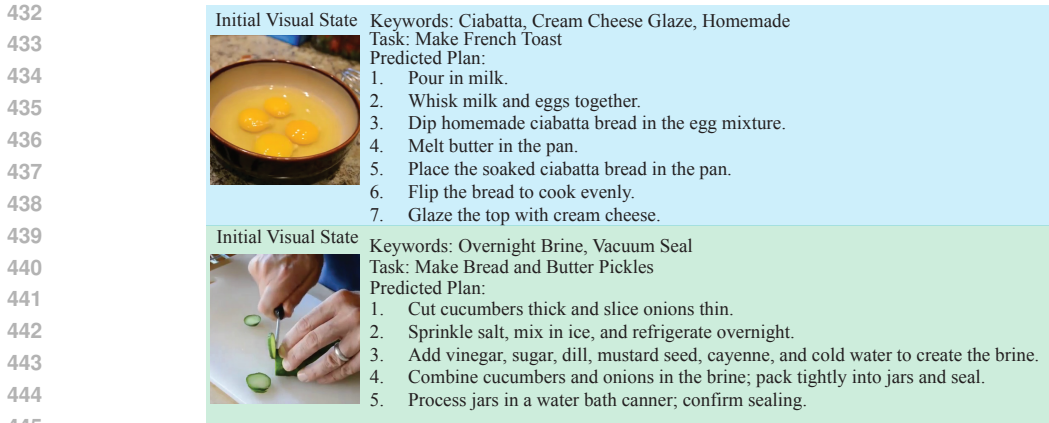 432
433
434
435
436
437
438
439
440
441
442
443
444
Initial Visual State
Keywords: Ciabatta, Cream Cheese Glaze, Homemade
Task: Make French Toast
Predicted Plan:
1. Pour in milk.
2. Whisk milk and eggs together.
3. Dip homemade ciabatta bread in the egg mixture.
4. Melt butter in the pan.
5. Place the soaked ciabatta bread in the pan.
6. Flip the bread to cook evenly.
7. Glaze the top with cream cheese.
Initial Visual State
Keywords: Overnight Brine, Vacuum Seal
Task: Make Bread and Butter Pickles
Predicted Plan:
1. Cut cucumbers thick and slice onions thin.
2. Sprinkle salt, mix in ice, and refrigerate overnight.
3. Add vinegar, sugar, dill, mustard seed, cayenne, and cold water to create the brine.
4. Combine cucumbers and onions in the brine; pack tightly into jars and seal.
5. Process jars in a water bath canner; confirm sealing.